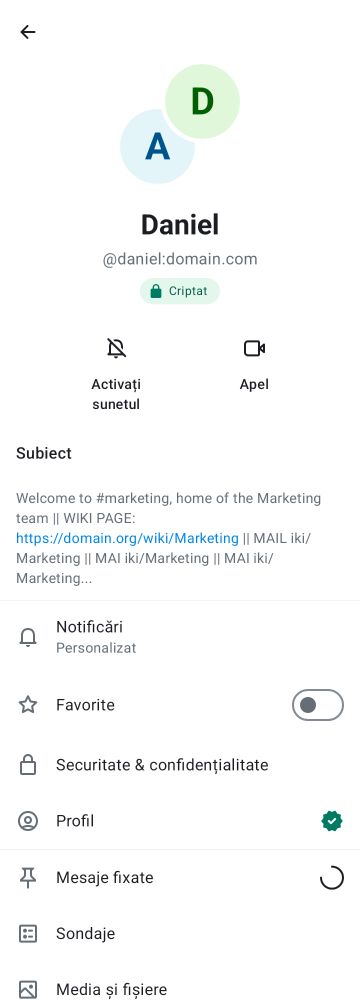 D
A
Daniel
@daniel:domain.com
Criptat
Activați
sunetul
Apel
Subiect
Welcome to #marketing, home of the Marketing
team || WIKI PAGE:
https://domain.org/wiki/Marketing || MAIL iki/
Marketing || MAI iki/Marketing || MAI iki/
Marketing...
Notificări
Personalizat
Favorite
Securitate & confidențialitate
Profil
Mesaje fixate
Sondaje
Media și fișiere